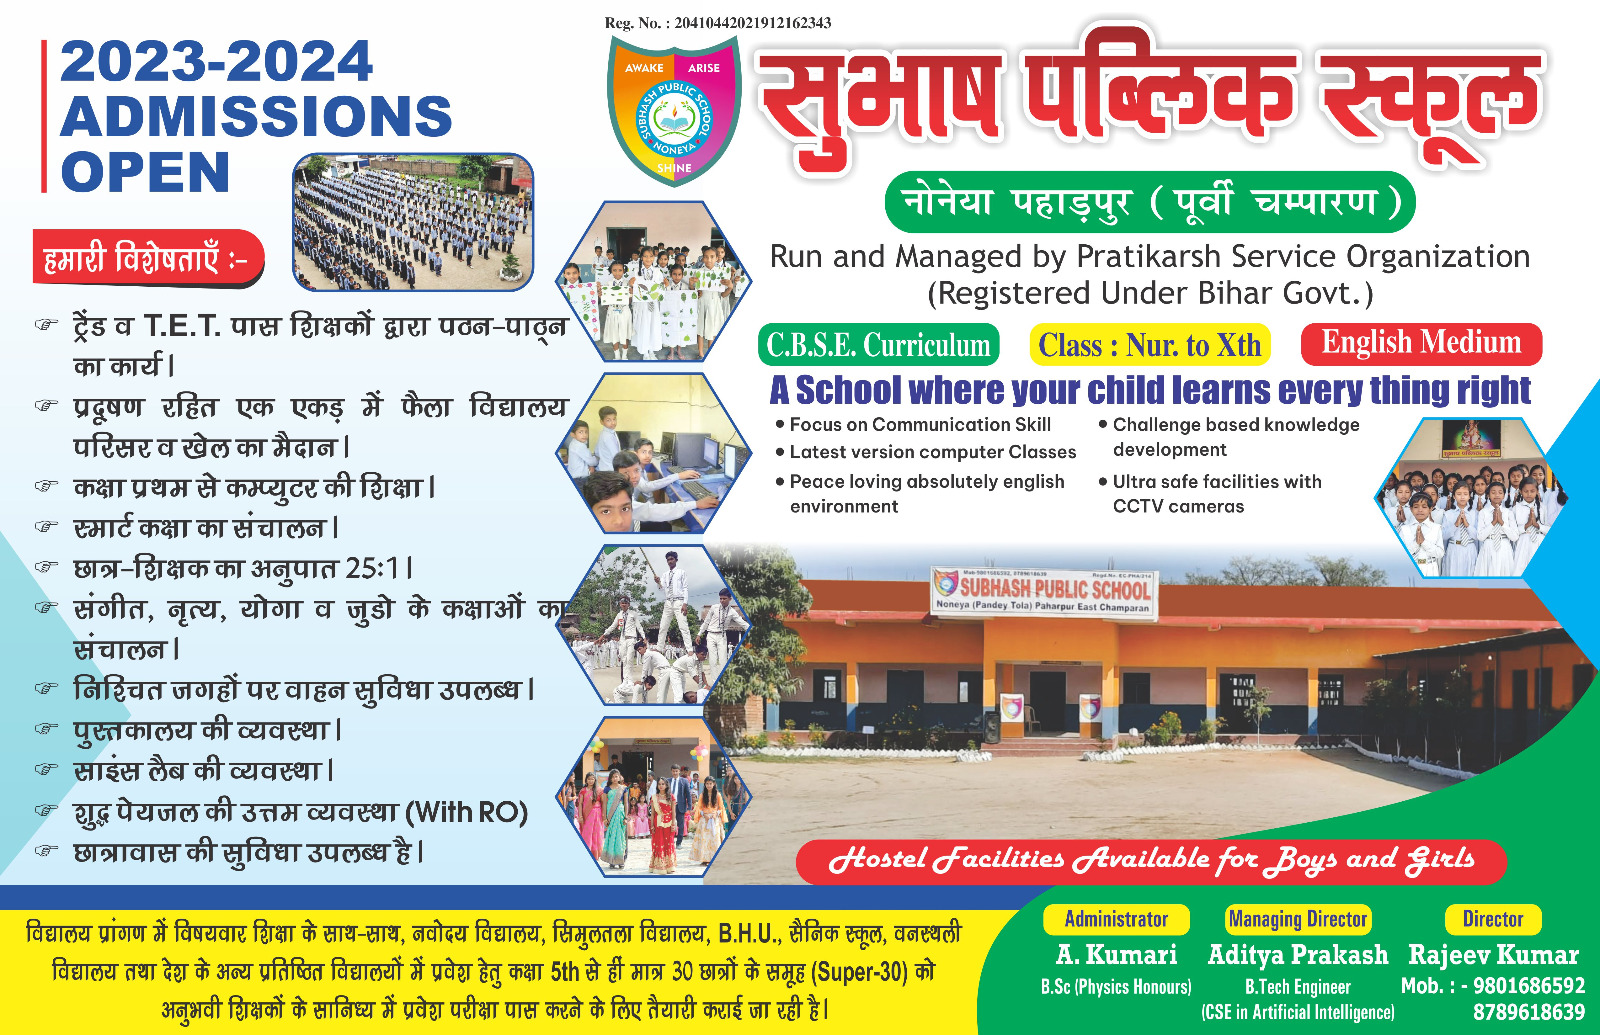 Reg. No. : 20410442021912162343
2023-2024
ADMISSIONS
OPEN
AWAKE ARISE
SUBHASH PUBLIC SCHOOL
NONEYA
SHINE
सुभाष पब्लिक स्कूल
नोनेया पहाड़पुर ( पूर्वी चम्पारण )
Run and Managed by Pratikarsh Service Organization
(Registered Under Bihar Govt.)
C.B.S.E. Curriculum
Class : Nur. to Xth
English Medium
A School where your child learns every thing right
• Focus on Communication Skill
• Latest version computer Classes
• Peace loving absolutely english
environment
• Challenge based knowledge
development
• Ultra safe facilities with
CCTV cameras
हमारी विशेषताएँ :-
☞ ट्रेंड व T.E.T. पास शिक्षकों द्वारा पठन-पाठ्न
का कार्य।
☞ प्रदूषण रहित एक एकड़ में फैला विद्यालय
परिसर व खेल का मैदान।
☞ कक्षा प्रथम से कम्प्युटर की शिक्षा।
☞ स्मार्ट कक्षा का संचालन।
☞ छात्र-शिक्षक का अनुपात 25:1।
☞ संगीत, नृत्य, योगा व जुडो के कक्षाओं का
संचालन।
☞ निश्चित जगहों पर वाहन सुविधा उपलब्ध।
☞ पुस्तकालय की व्यवस्था।
☞ साइंस लैब की व्यवस्था।
☞ शुद्ध पेयजल की उत्तम व्यवस्था (With RO)
☞ छात्रावास की सुविधा उपलब्ध है।
सुभाष पब्लिक स्कूल
Mob-9801686592, 8789618639
SUBHASH PUBLIC SCHOOL
Noneya (Pandey Tola) Paharpur East Champaran
Hostel Facilities Available for Boys and Girls
विद्यालय प्रांगण में विषयवार शिक्षा के साथ-साथ, नवोदय विद्यालय, सिमुलतला विद्यालय, B.H.U., सैनिक स्कूल, वनस्थली
विद्यालय तथा देश के अन्य प्रतिष्ठित विद्यालयों में प्रवेश हेतु कक्षा 5th से हीं मात्र 30 छात्रों के समूह (Super-30) को
अनुभवी शिक्षकों के सानिध्य में प्रवेश परीक्षा पास करने के लिए तैयारी कराई जा रही है।
Administrator
A. Kumari
B.Sc (Physics Honours)
Managing Director
Aditya Prakash
B.Tech Engineer
(CSE in Artificial Intelligence)
Director
Rajeev Kumar
Mob. : - 9801686592
8789618639